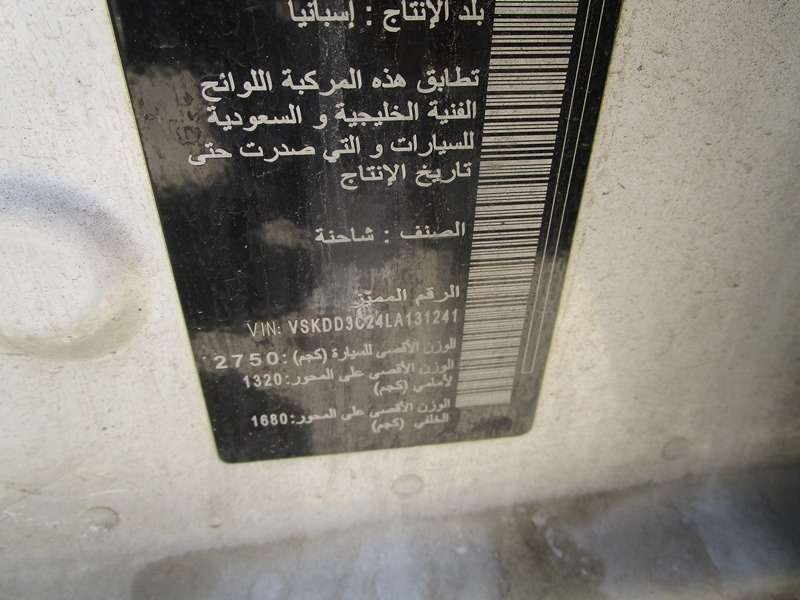 بلد الإنتاج : إسبانيا
تطابق هذه المركبة اللوائح
الفنية الخليجية و السعودية
للسيارات و التي صدرت حتى
تاريخ الإنتاج
الصنف : شاحنة
الرقم المميّز
VIN: VSKDD3C24LA131241
الوزن الأقصى للسيارة (كجم): 2750
الوزن الأقصى على المحور: 1320
لأمامي (كجم)
الوزن الأقصى على المحور: 1680
الخلفي (كجم)